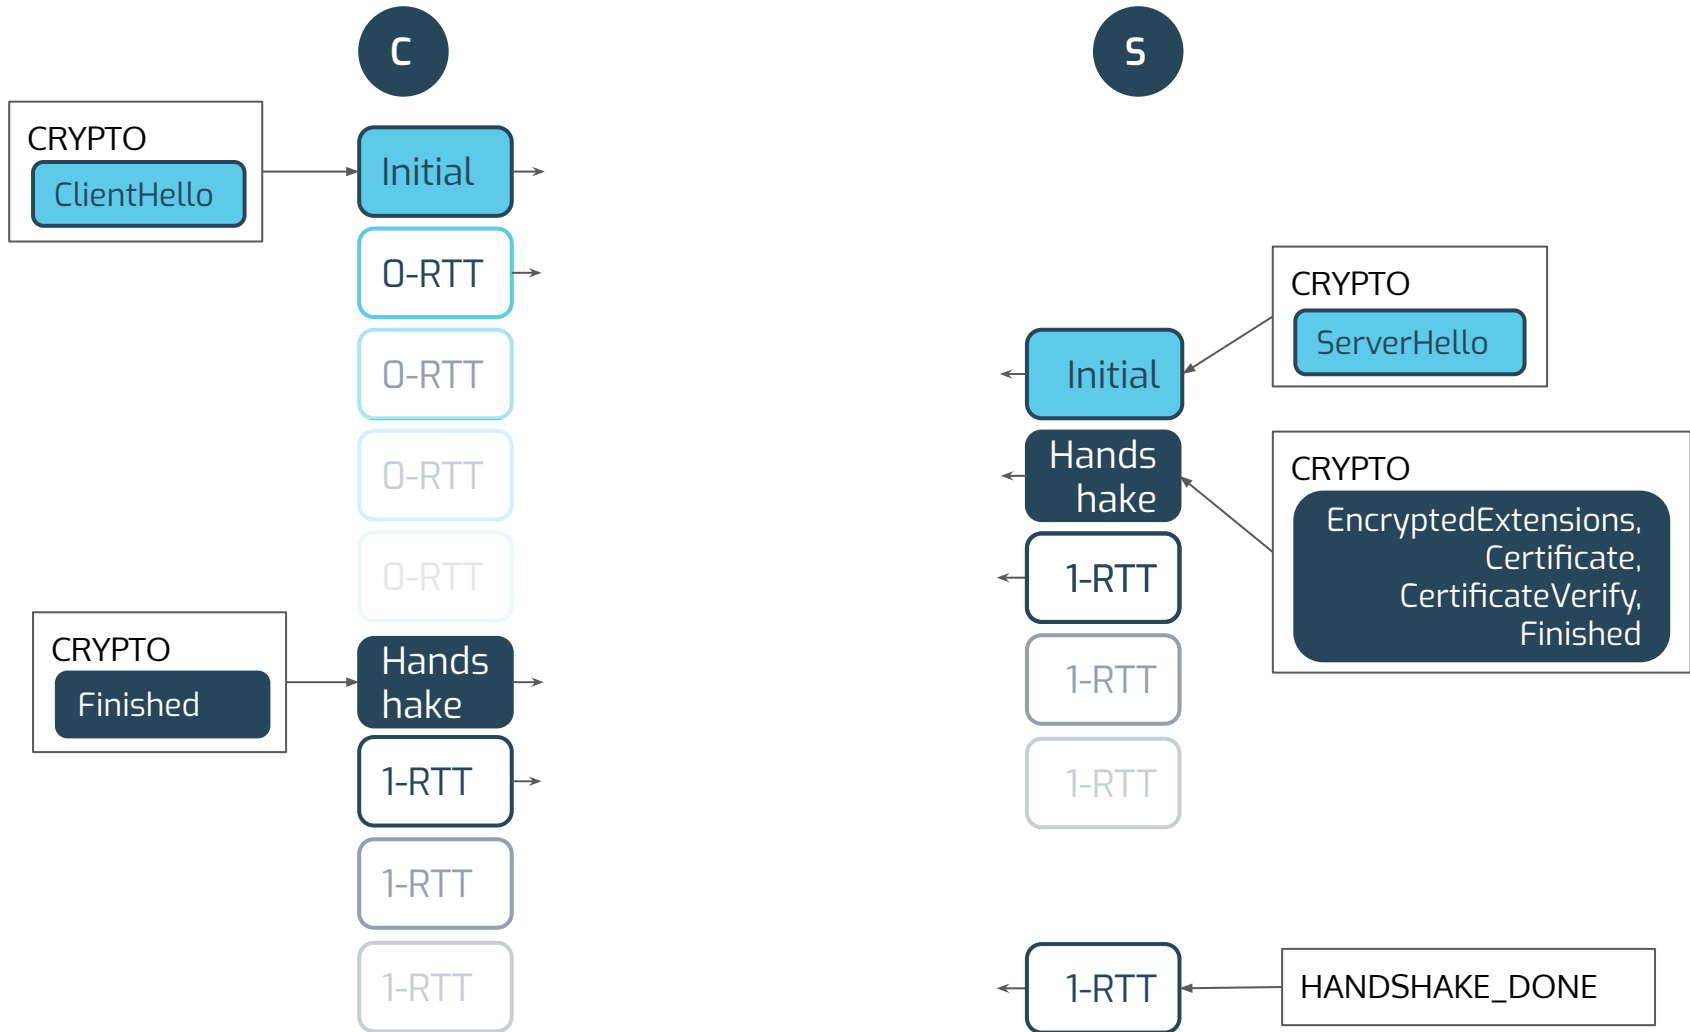 C
S
CRYPTO
ClientHello
Initial
0-RTT
0-RTT
0-RTT
0-RTT
CRYPTO
Finished
Hands
hake
1-RTT
1-RTT
1-RTT
CRYPTO
ServerHello
Initial
Hands
hake
CRYPTO
EncryptedExtensions,
Certificate,
CertificateVerify,
Finished
1-RTT
1-RTT
1-RTT
1-RTT
HANDSHAKE_DONE